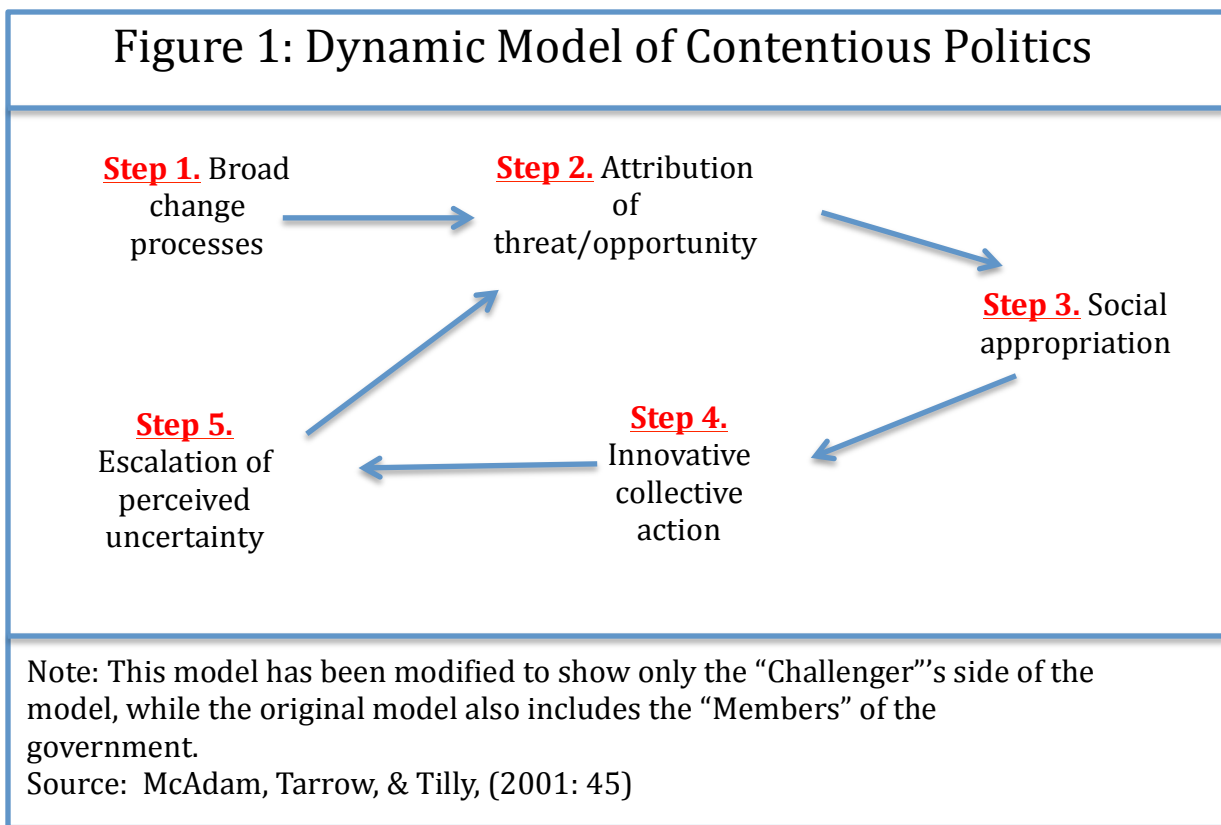 Figure 1: Dynamic Model of Contentious Politics
Step 1. Broad
change
processes
Step 2. Attribution
of
threat/opportunity
Step 3. Social
appropriation
Step 4.
Innovative
collective
action
Step 5.
Escalation of
perceived
uncertainty
Note: This model has been modified to show only the “Challenger”’s side of the
model, while the original model also includes the “Members” of the
government.
Source:  McAdam, Tarrow, & Tilly, (2001: 45)